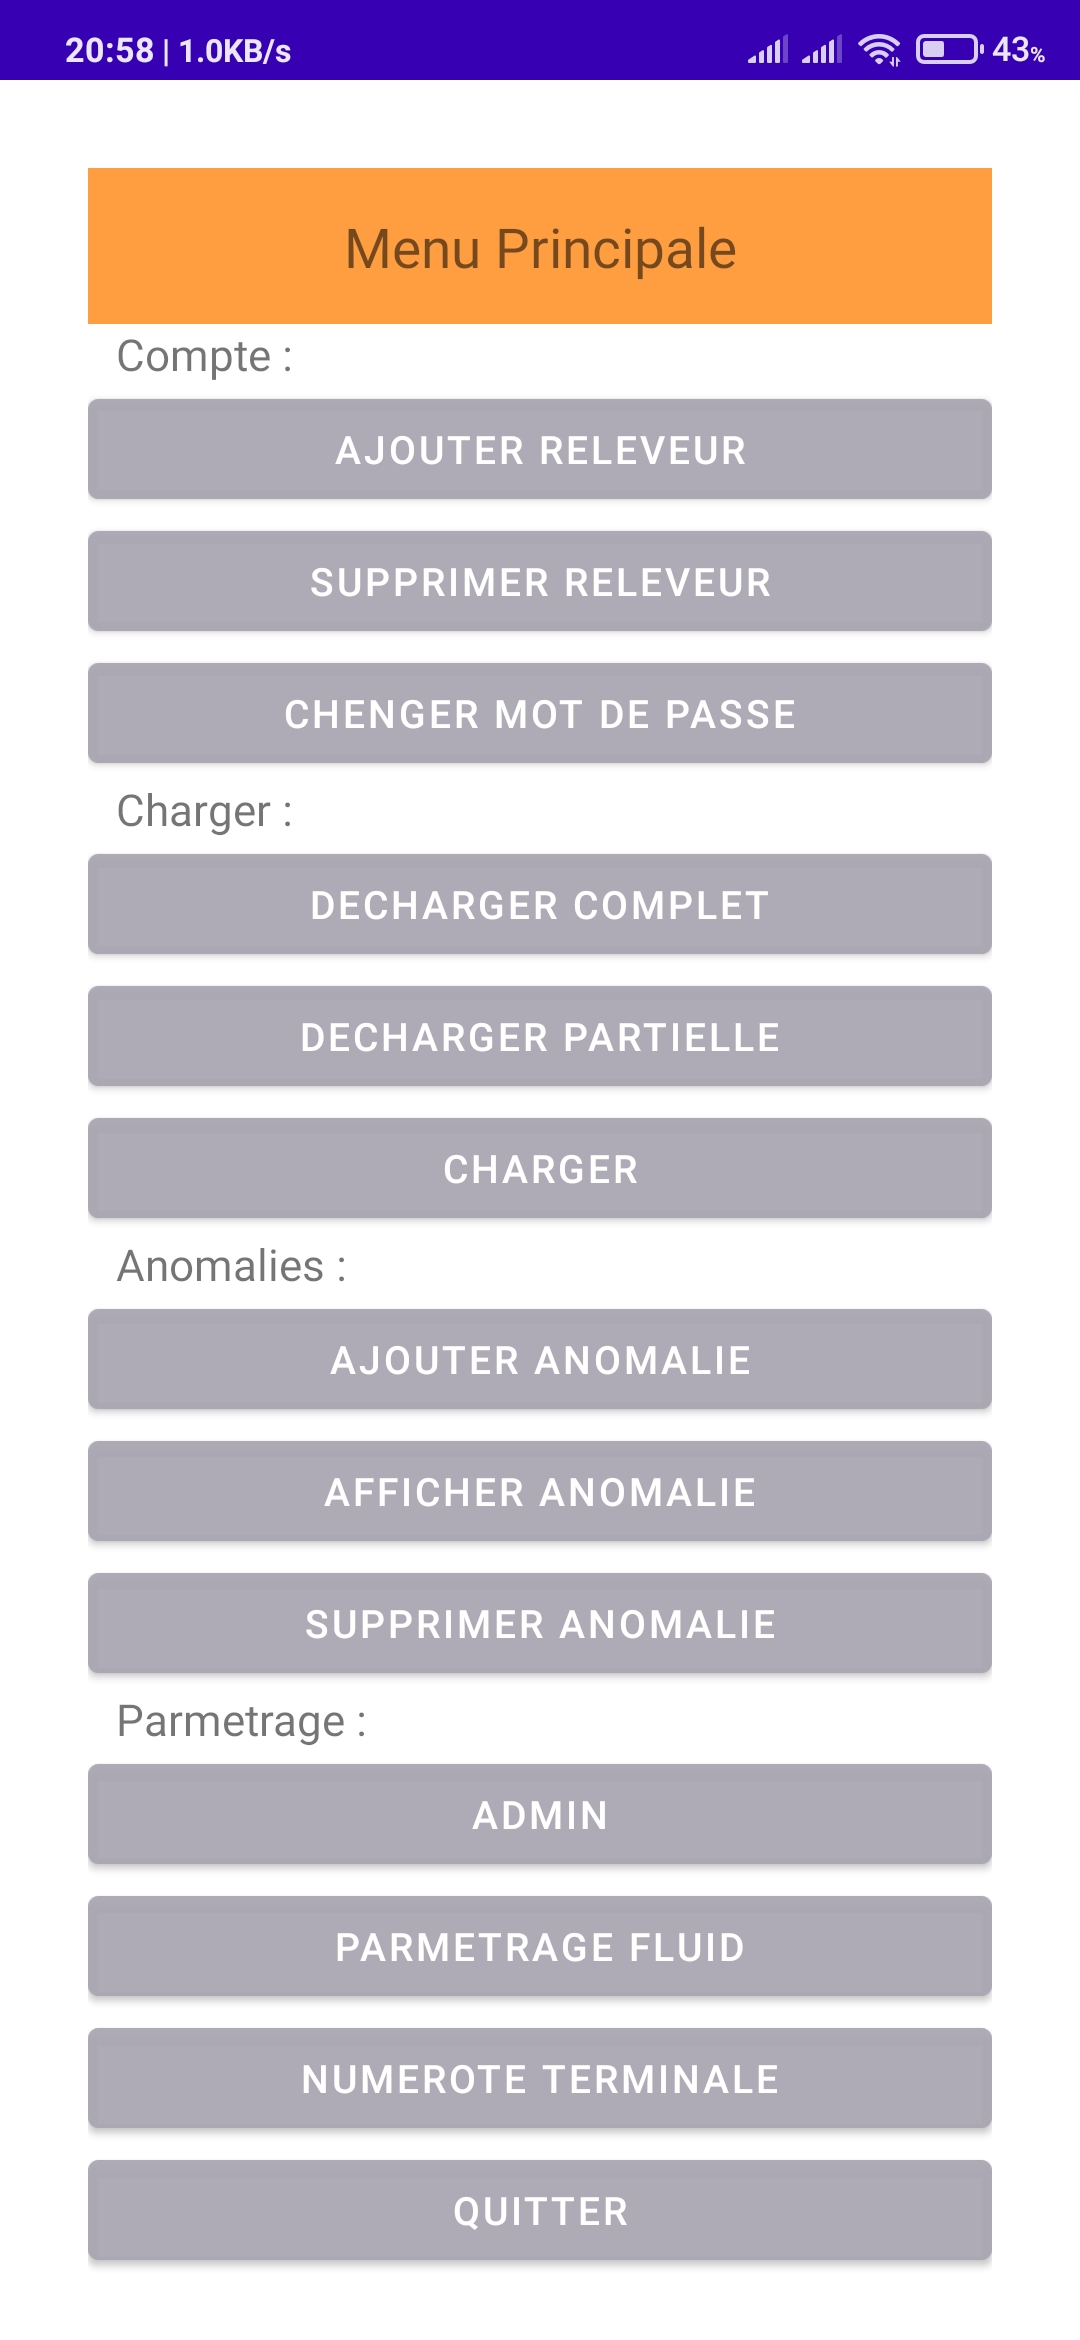 20:58 | 1.0KB/s 43%
Menu Principale
Compte :
AJOUTER RELEVEUR
SUPPRIMER RELEVEUR
CHENGER MOT DE PASSE
Charger :
DECHARGER COMPLET
DECHARGER PARTIELLE
CHARGER
Anomalies :
AJOUTER ANOMALIE
AFFICHER ANOMALIE
SUPPRIMER ANOMALIE
Parmetrage :
ADMIN
PARMETRAGE FLUID
NUMEROTE TERMINALE
QUITTER